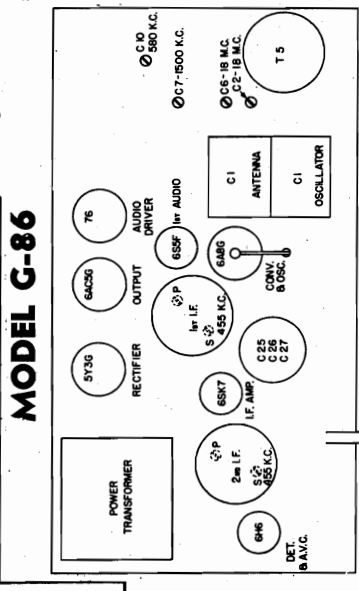 MODEL G-86
POWER
TRANSFORMER
5Y3G
RECTIFIER
6AC5G
OUTPUT
76
AUDIO
DRIVER
C 10
580 K.C.
C7-1500 K.C.
C6-18 M.C.
C2-18 M.C.
T 5
6S5F
1ST AUDIO
6A8G
CONV.
& OSC.
C1
ANTENNA
C1
OSCILLATOR
P
1ST I.F.
S
455 K.C.
6SK7
I.F. AMP.
C 25
C 26
C 27
P
2ND I.F.
S
455 K.C.
6H6
DET.
& A.V.C.